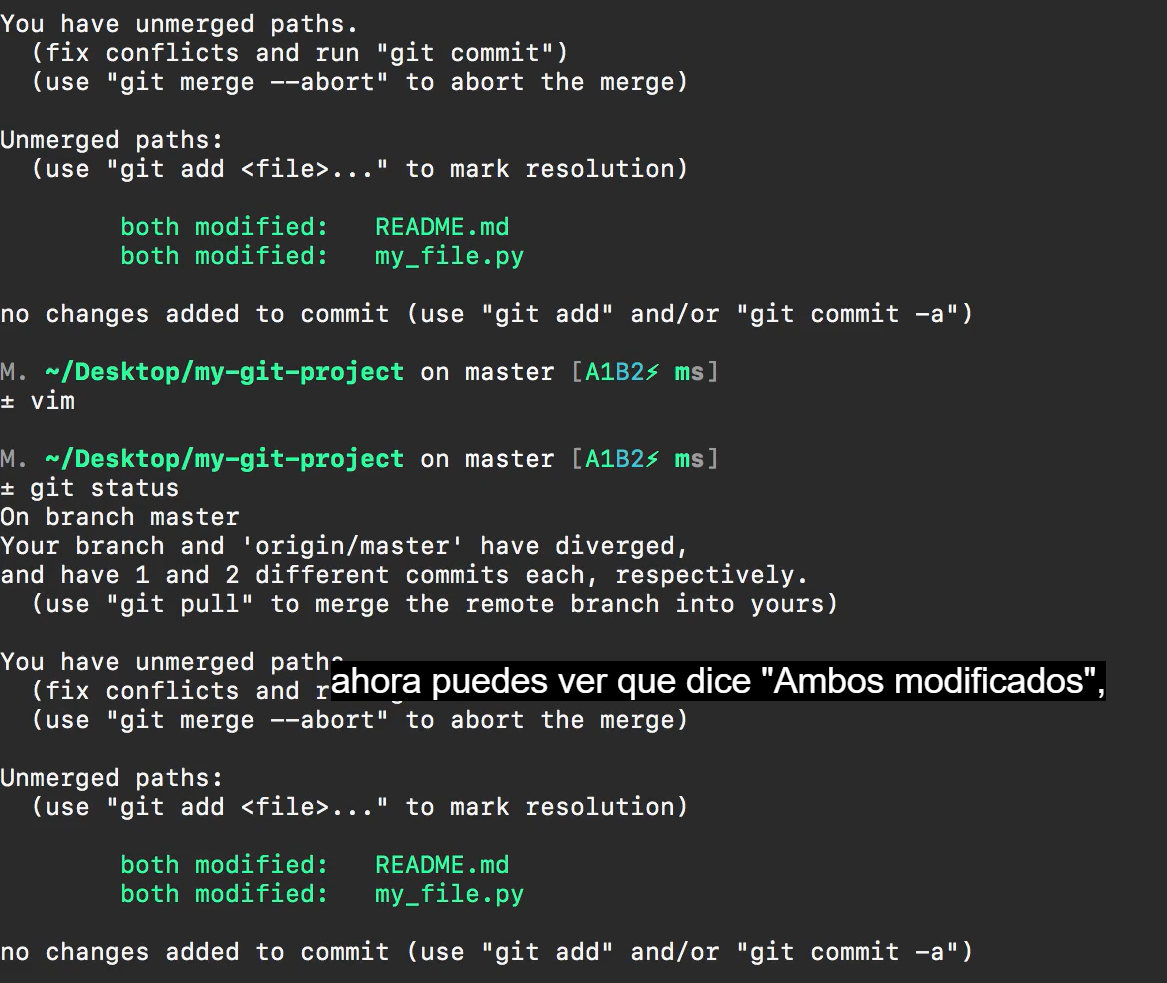 You have unmerged paths.
(fix conflicts and run "git commit")
(use "git merge --abort" to abort the merge)
Unmerged paths:
(use "git add <file>..." to mark resolution)
both modified: README.md
both modified: my_file.py
no changes added to commit (use "git add" and/or "git commit -a")
M. ~/Desktop/my-git-project on master [A1B2⚡ ms]
± vim
M. ~/Desktop/my-git-project on master [A1B2⚡ ms]
± git status
On branch master
Your branch and 'origin/master' have diverged,
and have 1 and 2 different commits each, respectively.
(use "git pull" to merge the remote branch into yours)
You have unmerged
ahora puedes ver que dice "Ambos modificados",
(fix conflicts and
(use "git merge --abort" to abort the merge)
Unmerged paths:
(use "git add <file>..." to mark resolution)
both modified: README.md
both modified: my_file.py
no changes added to commit (use "git add" and/or "git commit -a")